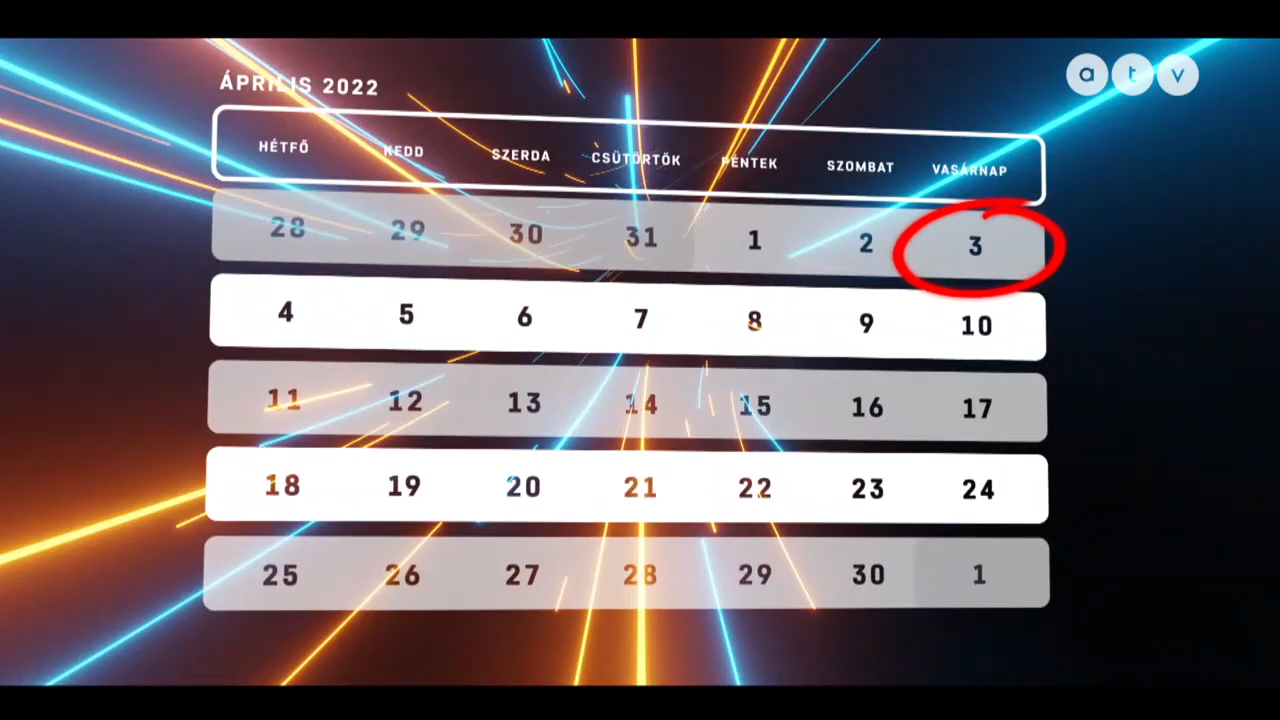 a t v
ÁPRILIS 2022
HÉTFŐ KEDD SZERDA CSÜTÖRTÖK PÉNTEK SZOMBAT VASÁRNAP
28 29 30 31 1 2 3
4 5 6 7 8 9 10
11 12 13 14 15 16 17
18 19 20 21 22 23 24
25 26 27 28 29 30 1